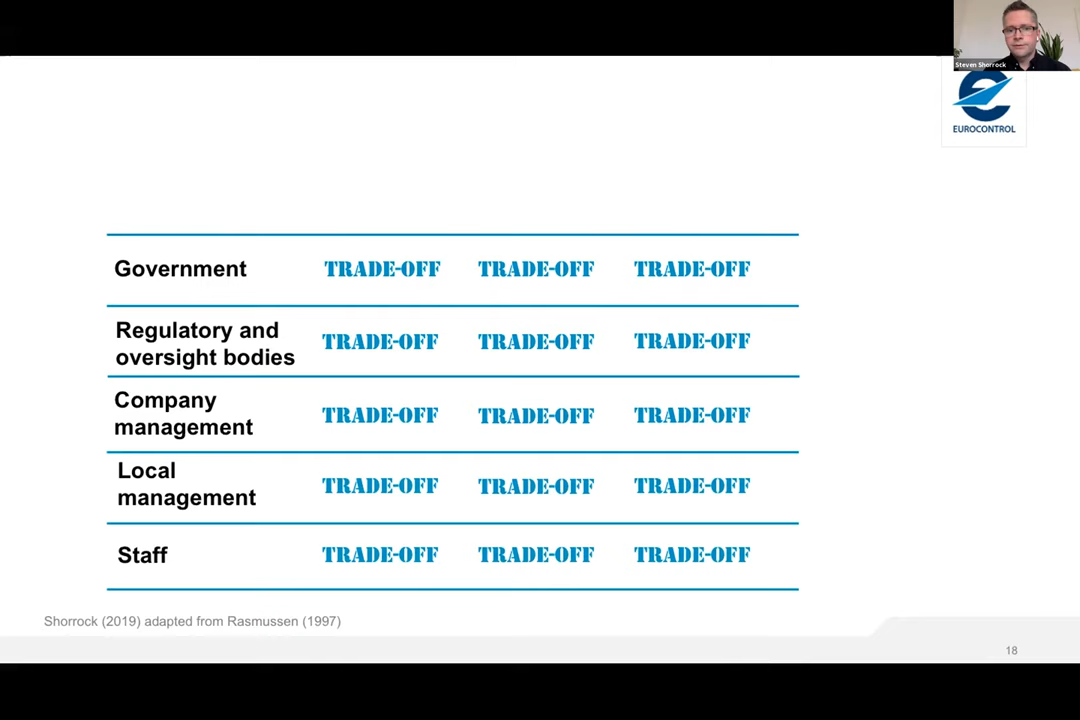 Steven Shorrock
EUROCONTROL
Government TRADE-OFF TRADE-OFF TRADE-OFF
Regulatory and
oversight bodies TRADE-OFF TRADE-OFF TRADE-OFF
Company
management TRADE-OFF TRADE-OFF TRADE-OFF
Local
management TRADE-OFF TRADE-OFF TRADE-OFF
Staff TRADE-OFF TRADE-OFF TRADE-OFF
Shorrock (2019) adapted from Rasmussen (1997)
18